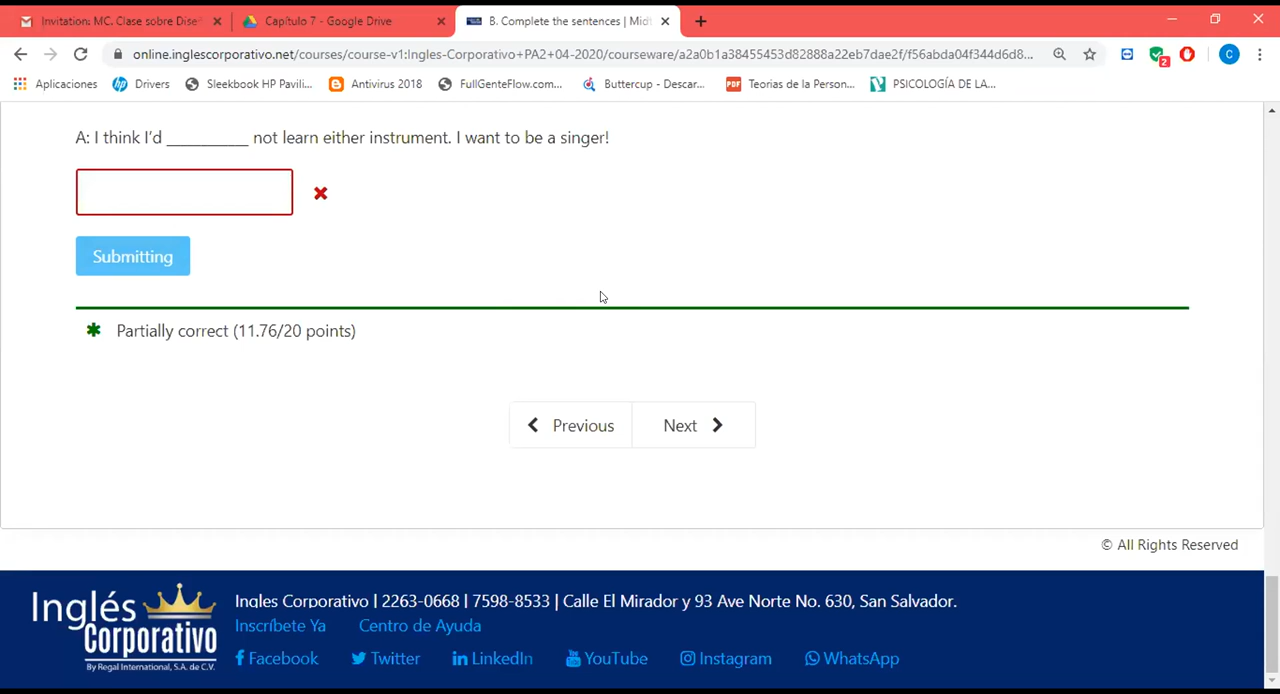 Invitation: MC. Clase sobre Dise
Capítulo 7 - Google Drive
B. Complete the sentences | Midt
online.inglescorporativo.net/courses/course-v1:Ingles-Corporativo+PA2+04-2020/courseware/a2a0b1a38455453d82888a22eb7dae2f/f56abda04f344d6d8...
C
Aplicaciones
hp
Drivers
Sleekbook HP Pavili...
Antivirus 2018
FullGenteFlow.com...
Buttercup - Descar...
PDF
Teorias de la Person...
PSICOLOGÍA DE LA...
2
A: I think I'd __________ not learn either instrument. I want to be a singer!
Submitting
Partially correct (11.76/20 points)
Previous
Next
© All Rights Reserved
Inglés
Corporativo
By Regal International, S.A. de C.V.
Ingles Corporativo | 2263-0668 | 7598-8533 | Calle El Mirador y 93 Ave Norte No. 630, San Salvador.
Inscríbete Ya
Centro de Ayuda
Facebook
Twitter
LinkedIn
YouTube
Instagram
WhatsApp